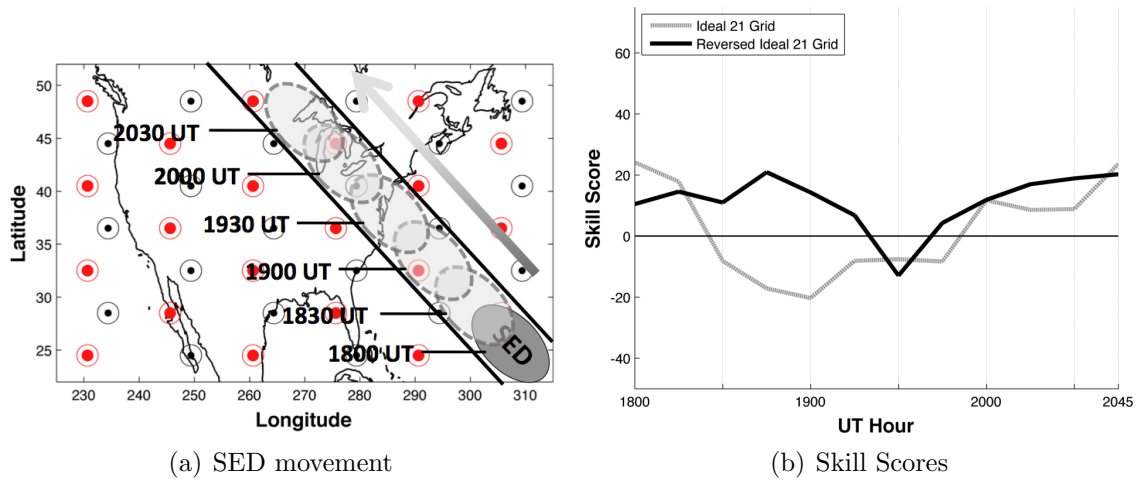 52
50
45
40
35
30
25
Latitude
2030 UT
2000 UT
1930 UT
1900 UT
1830 UT
1800 UT
SED
230 240 250 260 270 280 290 300 310
Longitude
(a) SED movement
Ideal 21 Grid
Reversed Ideal 21 Grid
60
40
20
0
-20
-40
Skill Score
1800 1900 2000 2045
UT Hour
(b) Skill Scores